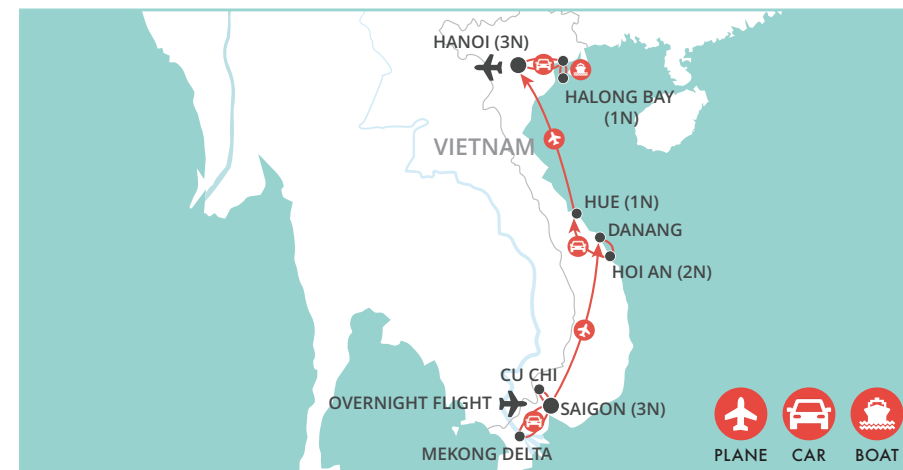 HANOI (3N)
HALONG BAY
(1N)
VIETNAM
HUE (1N)
DANANG
HOI AN (2N)
CU CHI
OVERNIGHT FLIGHT
SAIGON (3N)
MEKONG DELTA
PLANE
CAR
BOAT